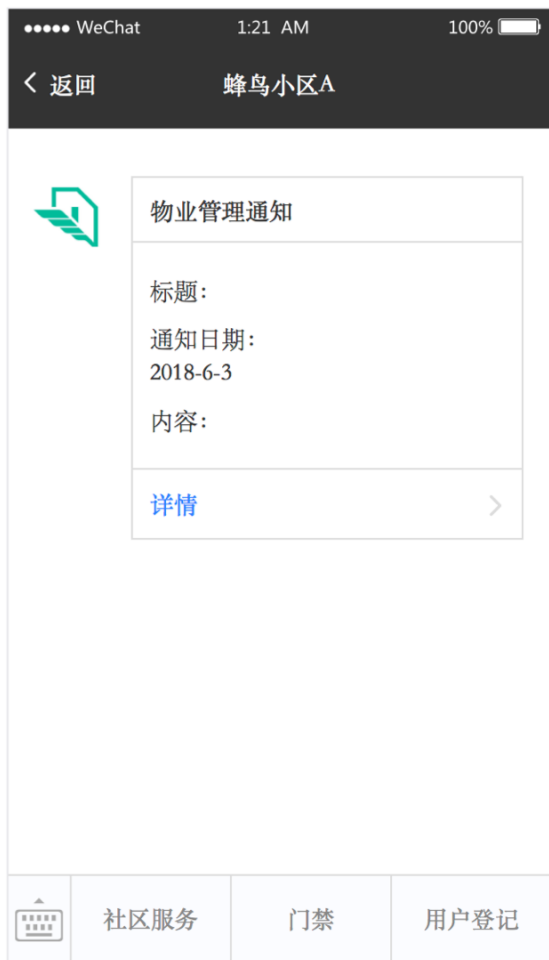 ●●●●● WeChat 1:21 AM 100%
返回 蜂鸟小区A
物业管理通知
标题：
通知日期：
2018-6-3
内容：
详情
社区服务 门禁 用户登记